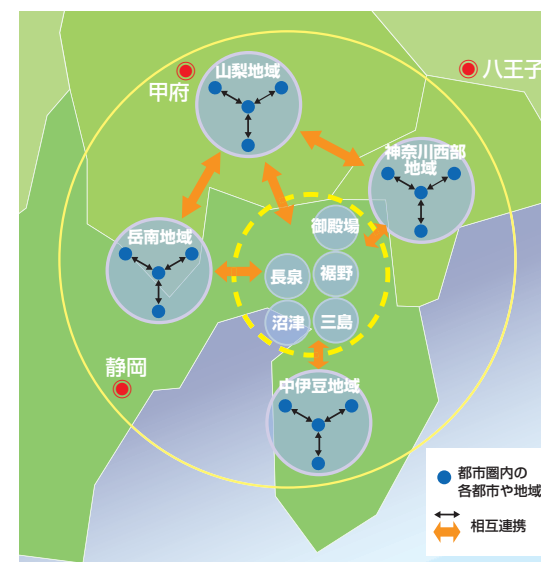 山梨地域
甲府
八王子
神奈川西部
地域
御殿場
岳南地域
長泉
裾野
沼津
三島
静岡
中伊豆地域
都市圏内の
各都市や地域
相互連携